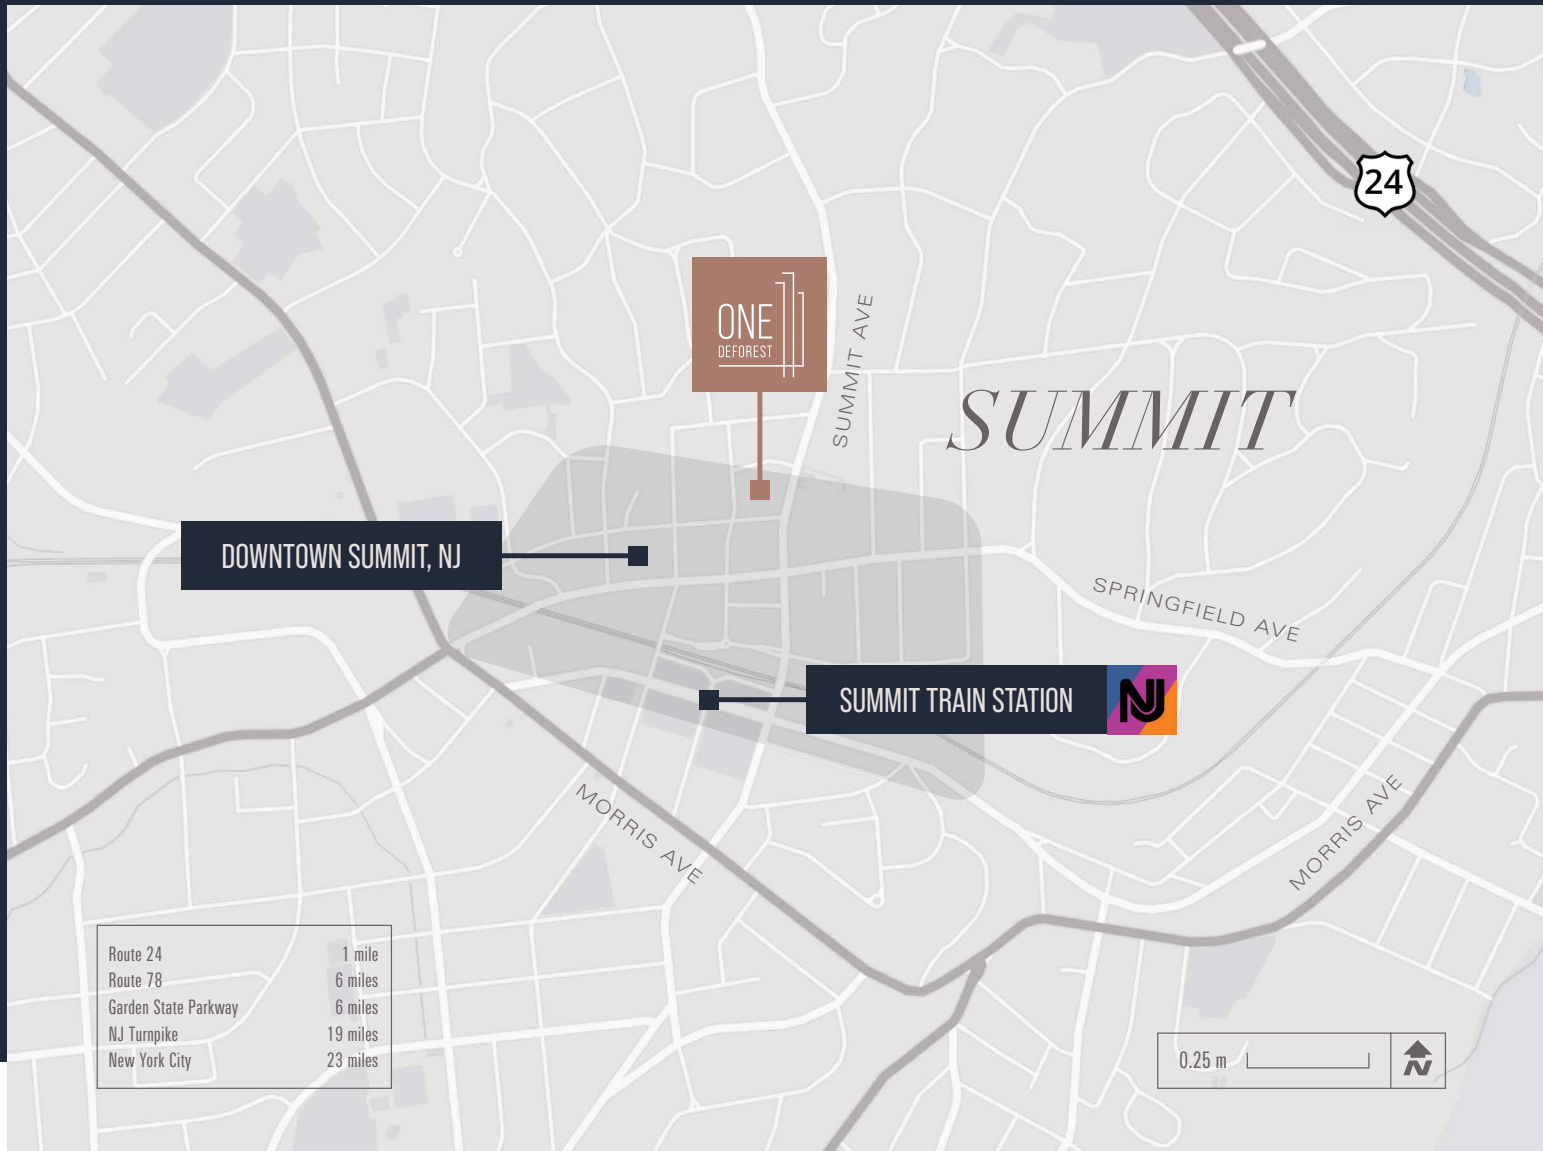 24
ONE
DEFOREST
SUMMIT AVE
SUMMIT
DOWNTOWN SUMMIT, NJ
SPRINGFIELD AVE
SUMMIT TRAIN STATION
NJ
MORRIS AVE
MORRIS AVE
Route 24 1 mile
Route 78 6 miles
Garden State Parkway 6 miles
NJ Turnpike 19 miles
New York City 23 miles
0.25 m
N